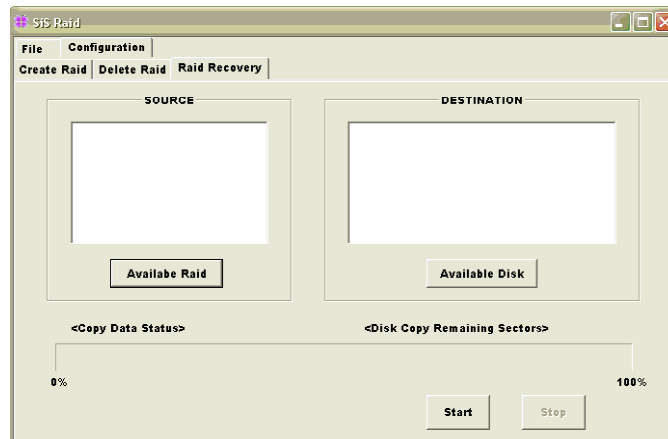 SiS Raid
File Configuration
Create Raid Delete Raid Raid Recovery
SOURCE DESTINATION
Availabe Raid Available Disk
<Copy Data Status> <Disk Copy Remaining Sectors>
0% 100%
Start Stop